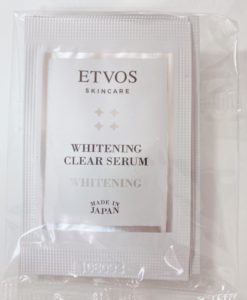 ETVOS
SKINCARE
WHITENING
CLEAR SERUM
WHITENING
MADE IN
JAPAN